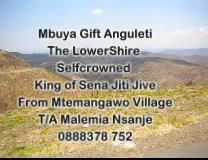 Mbuya Gift Anguleti
The LowerShire
Selfcrowned
King of Sena Jiti Jive
From Mtemangawo Village
T/A Malemia Nsanje
0888378 752